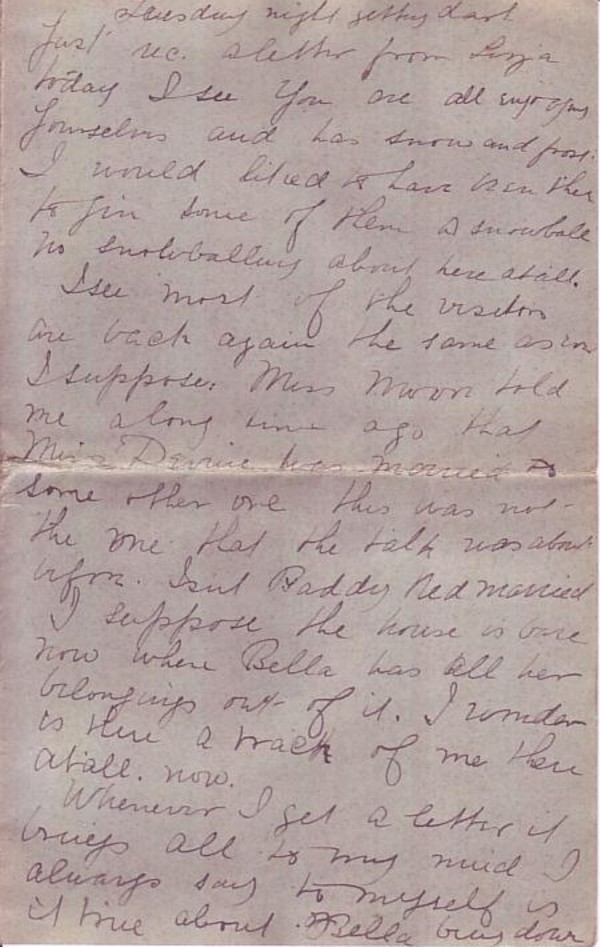 Tuesday night getting dark
Just rec. a letter from Lizja
today I see you are all enjoying
yourselves and has snow and frost.
I would liked to have been there
to give some of them a snowball
no snowballing about here atall.
I see most of the visitors
are back again the same as ever
I suppose. Miss Moore told
me along time ago that
Miss Devine was married to
some other one this was not
the one that the talk was about
before. Isnt Paddy Red married
I suppose the house is bare
now where Bella has all her
belongings out of it. I wonder
is there a track of me there
atall. now.
Whenever I get a letter it
brings all to my mind I
always say to myself is
it true about Bella being down